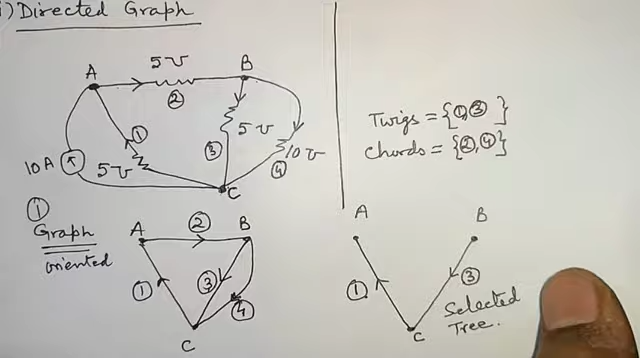 i) Directed Graph
A
5 ʊ
B
②
①
5 ʊ
③
5 ʊ
10 ʊ
④
10 A
C
①
Graph
oriented
A
②
B
①
③
④
C
Twigs = {①,③}
Chords = {②,④}
A
B
①
③
C
Selected
Tree.